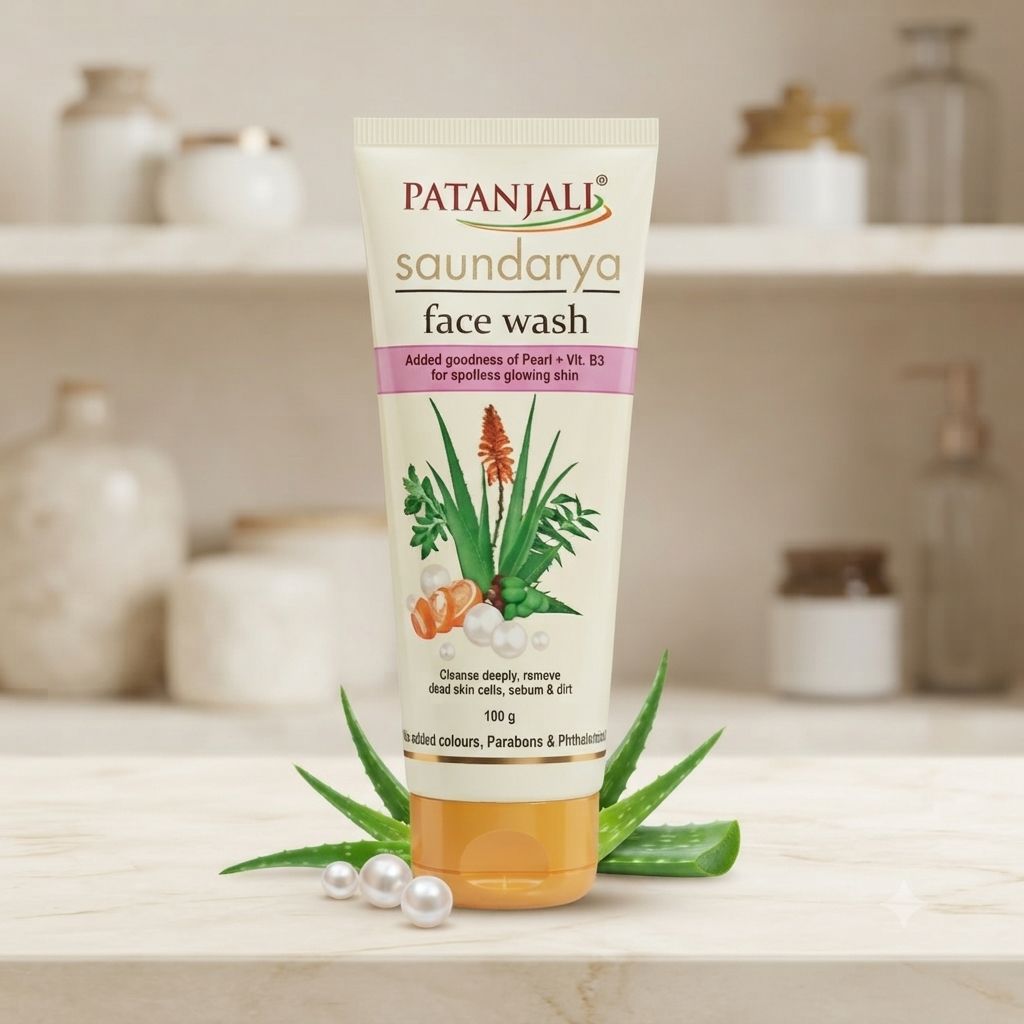 PATANJALI®
saundarya
face wash
Added goodness of Pearl + VIt. B3
for spolless glowing shin
Clsanse deeply, rsmeve
dead skin cells, sebum & dirt
100 g
added colours, Parabons &